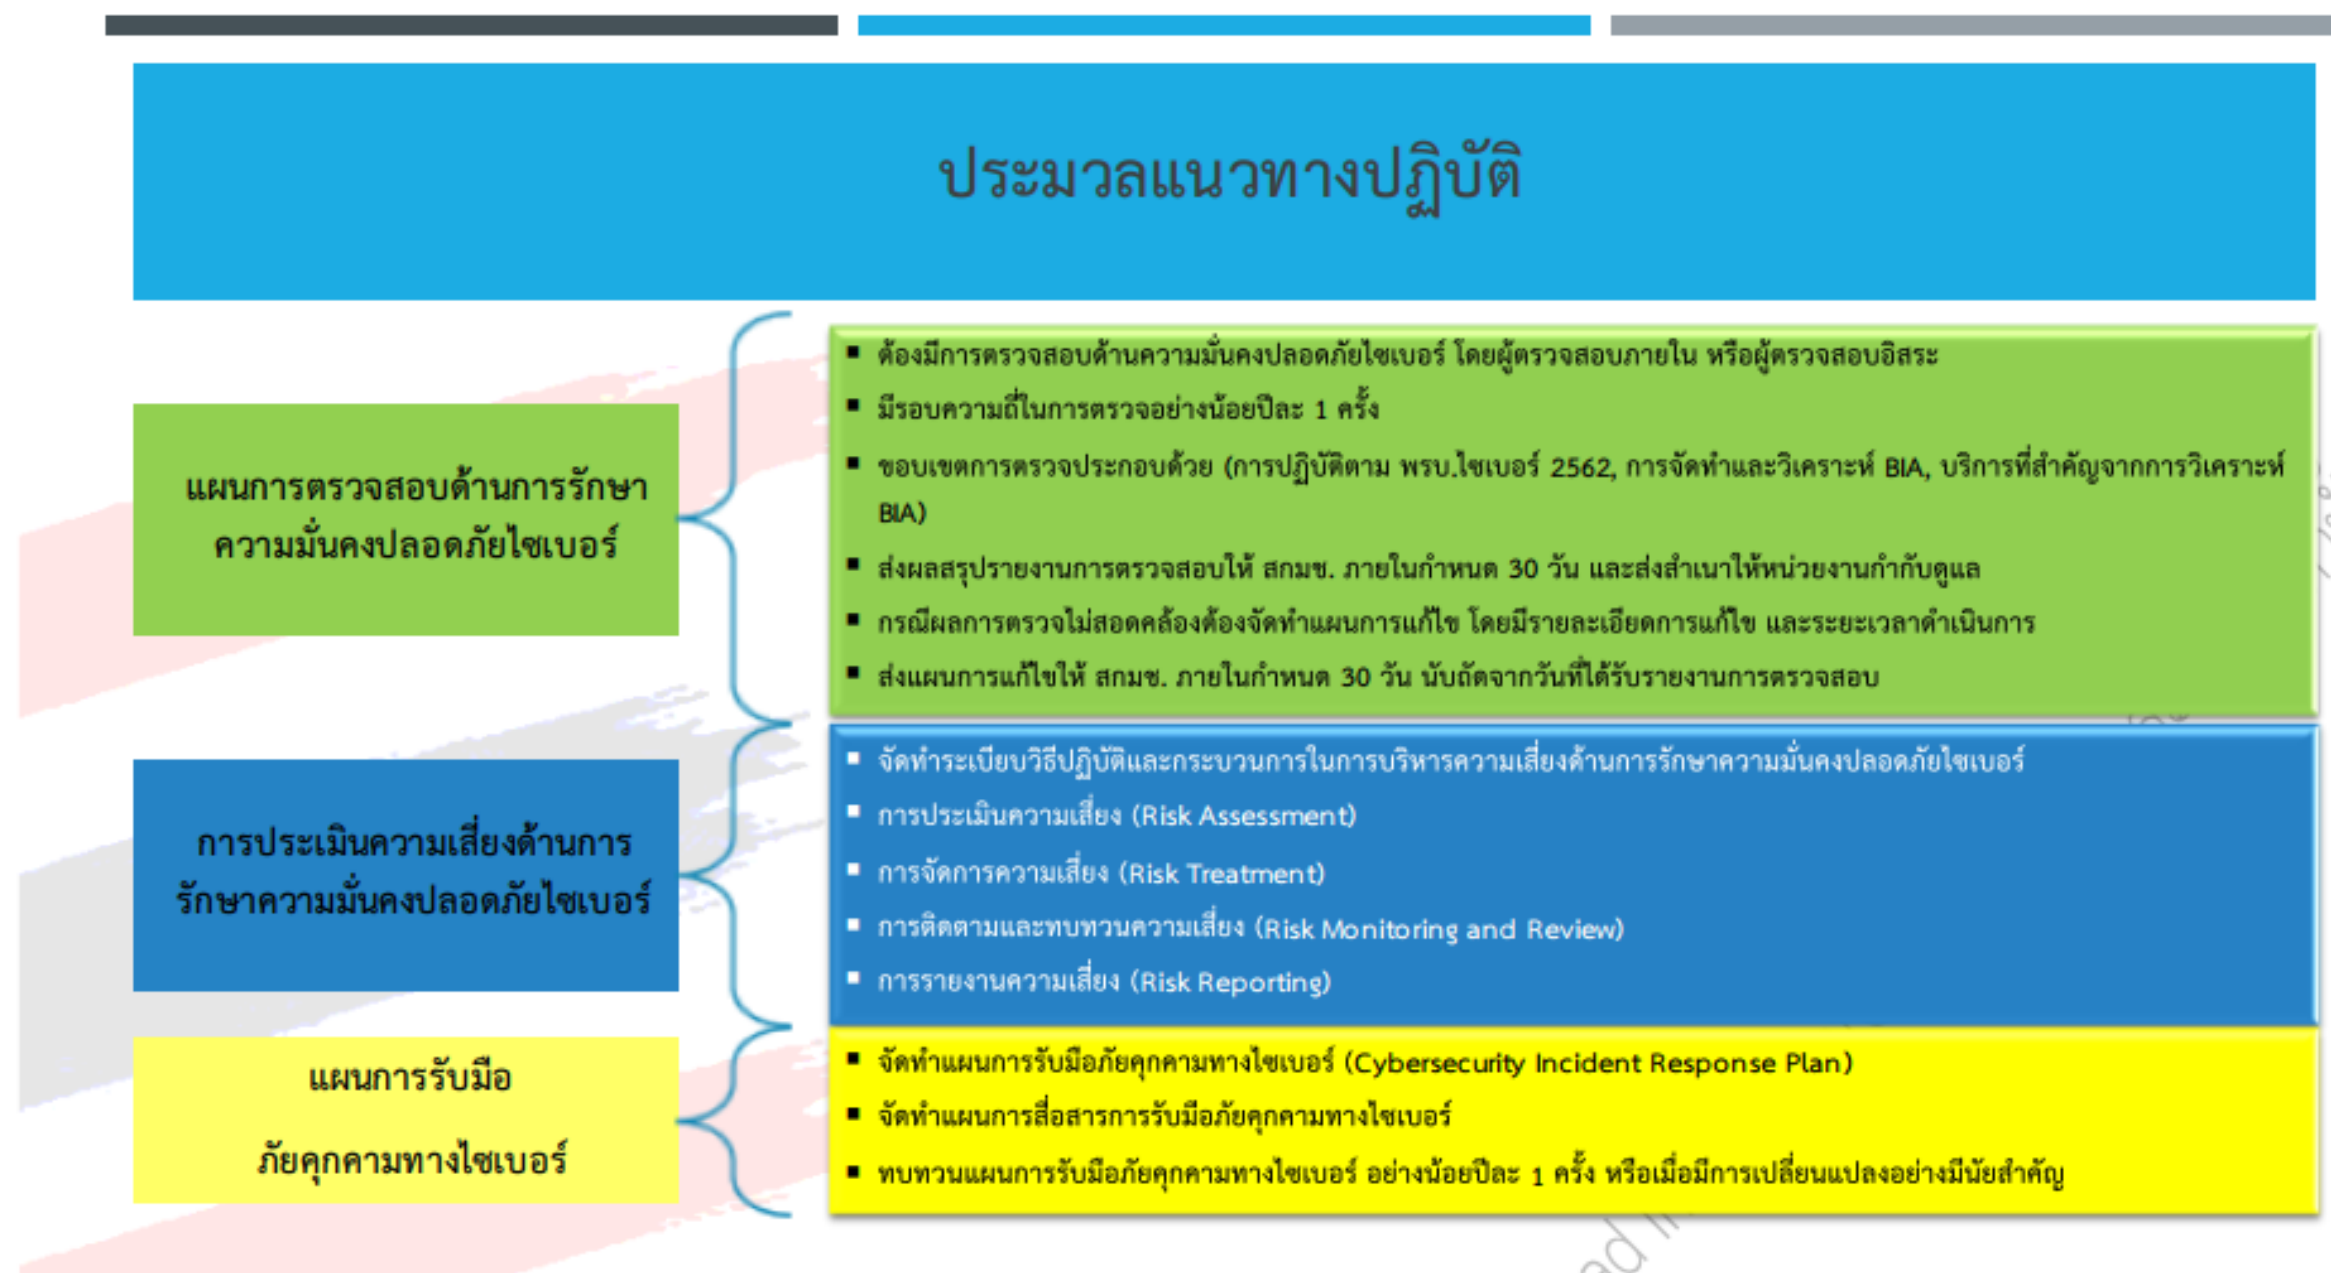 ประมวลแนวทางปฏิบัติ
แผนการตรวจสอบด้านการรักษา
ความมั่นคงปลอดภัยไซเบอร์
▪ ต้องมีการตรวจสอบด้านความมั่นคงปลอดภัยไซเบอร์ โดยผู้ตรวจสอบภายใน หรือผู้ตรวจสอบอิสระ
▪ มีรอบความถี่ในการตรวจอย่างน้อยปีละ 1 ครั้ง
▪ ขอบเขตการตรวจประกอบด้วย (การปฏิบัติตาม พรบ.ไซเบอร์ 2562, การจัดทำและวิเคราะห์ BIA, บริการที่สำคัญจากการวิเคราะห์
BIA)
▪ ส่งผลสรุปรายงานการตรวจสอบให้ สกมช. ภายในกำหนด 30 วัน และส่งสำเนาให้หน่วยงานกำกับดูแล
▪ กรณีผลการตรวจไม่สอดคล้องต้องจัดทำแผนการแก้ไข โดยมีรายละเอียดการแก้ไข และระยะเวลาดำเนินการ
▪ ส่งแผนการแก้ไขให้ สกมช. ภายในกำหนด 30 วัน นับถัดจากวันที่ได้รับรายงานการตรวจสอบ
การประเมินความเสี่ยงด้านการ
รักษาความมั่นคงปลอดภัยไซเบอร์
▪ จัดทำระเบียบวิธีปฏิบัติและกระบวนการในการบริหารความเสี่ยงด้านการรักษาความมั่นคงปลอดภัยไซเบอร์
▪ การประเมินความเสี่ยง (Risk Assessment)
▪ การจัดการความเสี่ยง (Risk Treatment)
▪ การติดตามและทบทวนความเสี่ยง (Risk Monitoring and Review)
▪ การรายงานความเสี่ยง (Risk Reporting)
แผนการรับมือ
ภัยคุกคามทางไซเบอร์
▪ จัดทำแผนการรับมือภัยคุกคามทางไซเบอร์ (Cybersecurity Incident Response Plan)
▪ จัดทำแผนการสื่อสารการรับมือภัยคุกคามทางไซเบอร์
▪ ทบทวนแผนการรับมือภัยคุกคามทางไซเบอร์ อย่างน้อยปีละ 1 ครั้ง หรือเมื่อมีการเปลี่ยนแปลงอย่างมีนัยสำคัญ